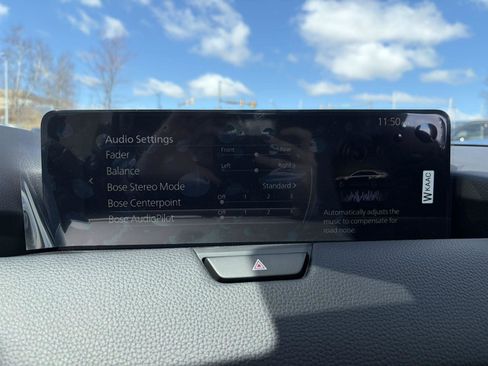 11:50
Audio Settings
Fader Front Rear
Balance Left Right
Bose Stereo Mode Standard
Bose Centerpoint Off 1 2 3
Bose AudioPilot Off 1 2 3
Automatically adjusts the
music to compensate for
road noise.
W KAAC